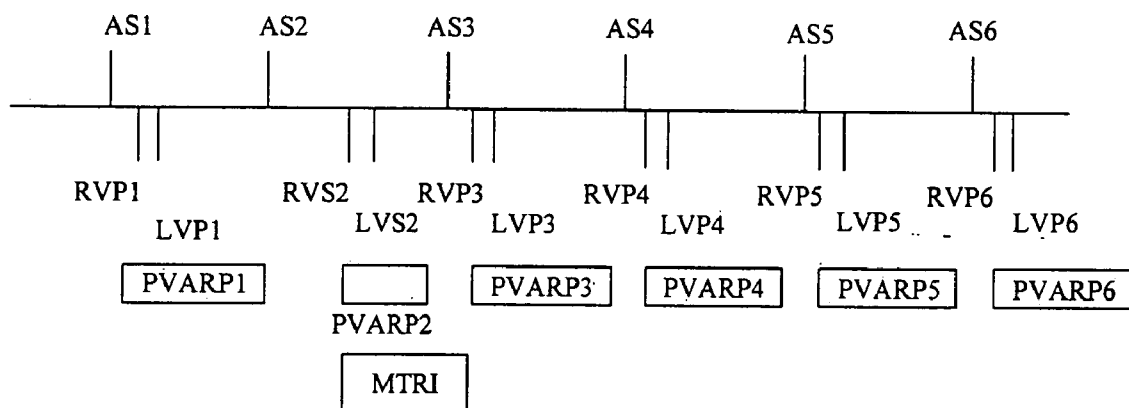 AS1 AS2 AS3 AS4 AS5 AS6
RVP1 RVS2 RVP3 RVP4 RVP5 RVP6
LVP1 LVS2 LVP3 LVP4 LVP5 LVP6
PVARP1 PVARP3 PVARP4 PVARP5 PVARP6
PVARP2
MTRI